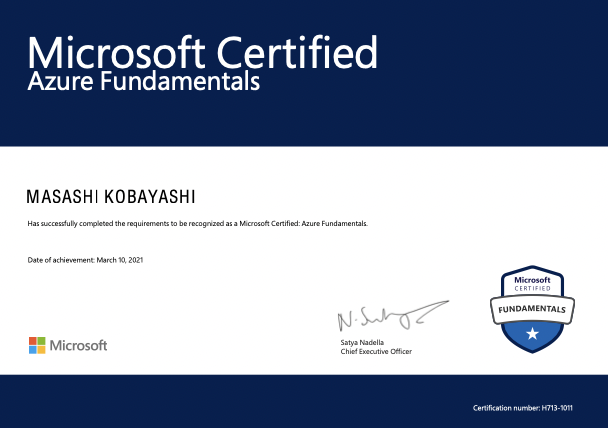 Microsoft Certified
Azure Fundamentals
MASASHI KOBAYASHI
Has successfully completed the requirements to be recognized as a Microsoft Certified: Azure Fundamentals.
Date of achievement: March 10, 2021
Microsoft
CERTIFIED
FUNDAMENTALS
Microsoft
Satya Nadella
Chief Executive Officer
Certification number: H713-1011